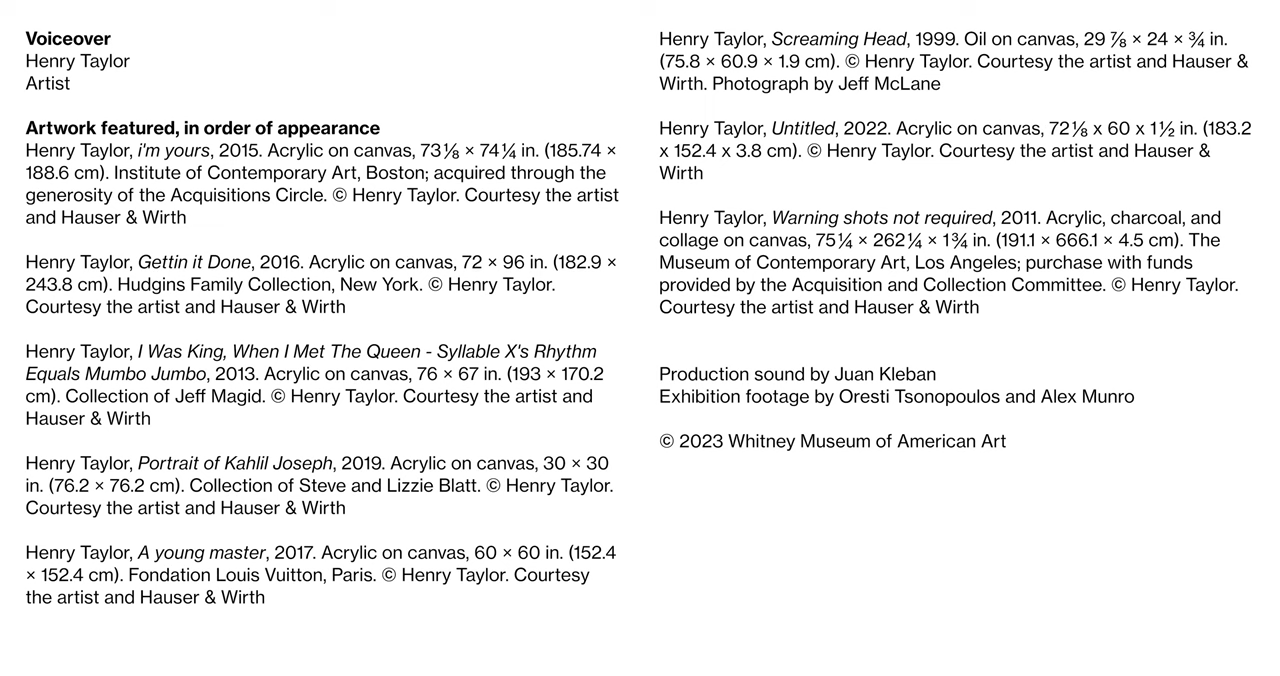 Voiceover
Henry Taylor
Artist
Artwork featured, in order of appearance
Henry Taylor, i'm yours, 2015. Acrylic on canvas, 73⅛ × 74¼ in. (185.74 ×
188.6 cm). Institute of Contemporary Art, Boston; acquired through the
generosity of the Acquisitions Circle. © Henry Taylor. Courtesy the artist
and Hauser & Wirth
Henry Taylor, Gettin it Done, 2016. Acrylic on canvas, 72 × 96 in. (182.9 ×
243.8 cm). Hudgins Family Collection, New York. © Henry Taylor.
Courtesy the artist and Hauser & Wirth
Henry Taylor, I Was King, When I Met The Queen - Syllable X's Rhythm
Equals Mumbo Jumbo, 2013. Acrylic on canvas, 76 × 67 in. (193 × 170.2
cm). Collection of Jeff Magid. © Henry Taylor. Courtesy the artist and
Hauser & Wirth
Henry Taylor, Portrait of Kahlil Joseph, 2019. Acrylic on canvas, 30 × 30
in. (76.2 × 76.2 cm). Collection of Steve and Lizzie Blatt. © Henry Taylor.
Courtesy the artist and Hauser & Wirth
Henry Taylor, A young master, 2017. Acrylic on canvas, 60 × 60 in. (152.4
× 152.4 cm). Fondation Louis Vuitton, Paris. © Henry Taylor. Courtesy
the artist and Hauser & Wirth
Henry Taylor, Screaming Head, 1999. Oil on canvas, 29 ⅞ × 24 × ¾ in.
(75.8 × 60.9 × 1.9 cm). © Henry Taylor. Courtesy the artist and Hauser &
Wirth. Photograph by Jeff McLane
Henry Taylor, Untitled, 2022. Acrylic on canvas, 72⅛ x 60 x 1½ in. (183.2
x 152.4 x 3.8 cm). © Henry Taylor. Courtesy the artist and Hauser &
Wirth
Henry Taylor, Warning shots not required, 2011. Acrylic, charcoal, and
collage on canvas, 75¼ × 262¼ × 1¾ in. (191.1 × 666.1 × 4.5 cm). The
Museum of Contemporary Art, Los Angeles; purchase with funds
provided by the Acquisition and Collection Committee. © Henry Taylor.
Courtesy the artist and Hauser & Wirth
Production sound by Juan Kleban
Exhibition footage by Oresti Tsonopoulos and Alex Munro
© 2023 Whitney Museum of American Art